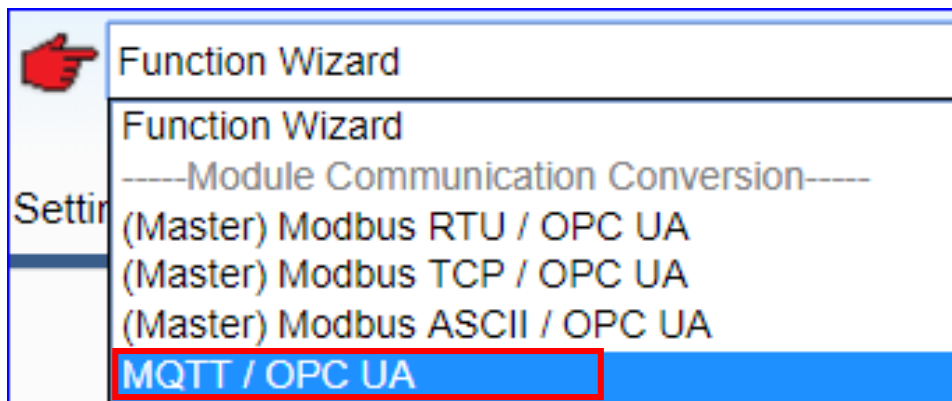 Function Wizard
Function Wizard
-----Module Communication Conversion-----
Settir
(Master) Modbus RTU / OPC UA
(Master) Modbus TCP / OPC UA
(Master) Modbus ASCII / OPC UA
MQTT / OPC UA